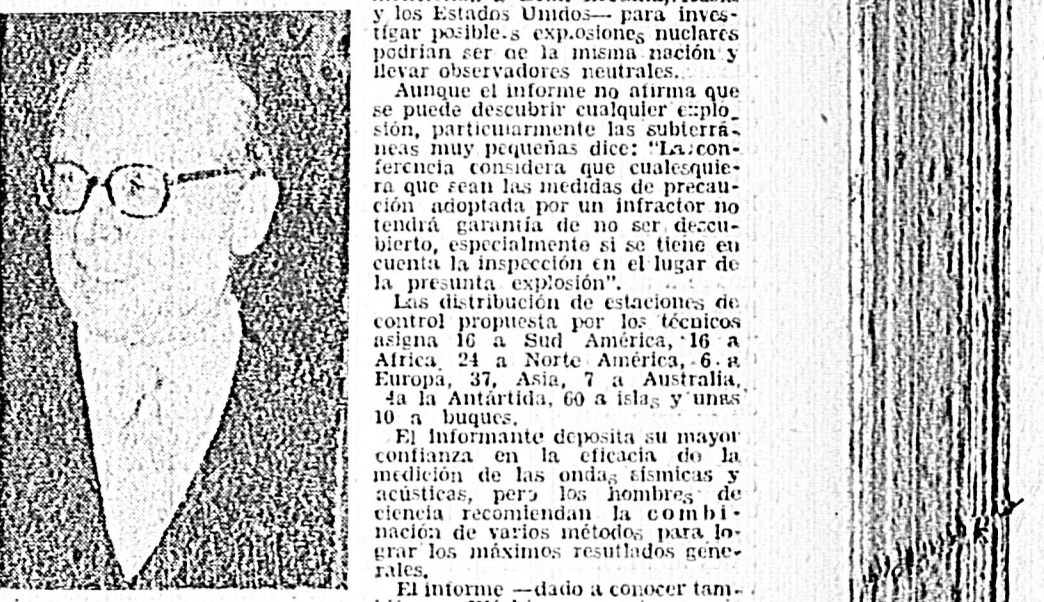 y los Estados Unidos— para inves-
tigar posibles explosiones nuclares
podrían ser de la misma nación y
llevar observadores neutrales.
Aunque el informe no afirma que
se puede descubrir cualquier explo_
sión, particularmente las subterrá-
neas muy pequeñas dice: "La con-
ferencia considera que cualesquie-
ra que sean las medidas de precau-
ción adoptada por un infractor no
tendrá garantía de no ser descu-
bierto, especialmente si se tiene en
cuenta la inspección en el lugar de
la presunta explosión".
Las distribución de estaciones de
control propuesta por los técnicos
asigna 16 a Sud América, 16 a
Africa, 24 a Norte América, 6 a
Europa, 37, Asia, 7 a Australia,
4a la Antártida, 60 a islas y unas
10 a buques.
El informante deposita su mayor
confianza en la eficacia de la
medición de las ondas sísmicas y
acústicas, pero los hombres de
ciencia recomiendan la combi-
nación de varios métodos para lo-
grar los máximos resutlados gene-
rales.
El informe —dado a conocer tam-